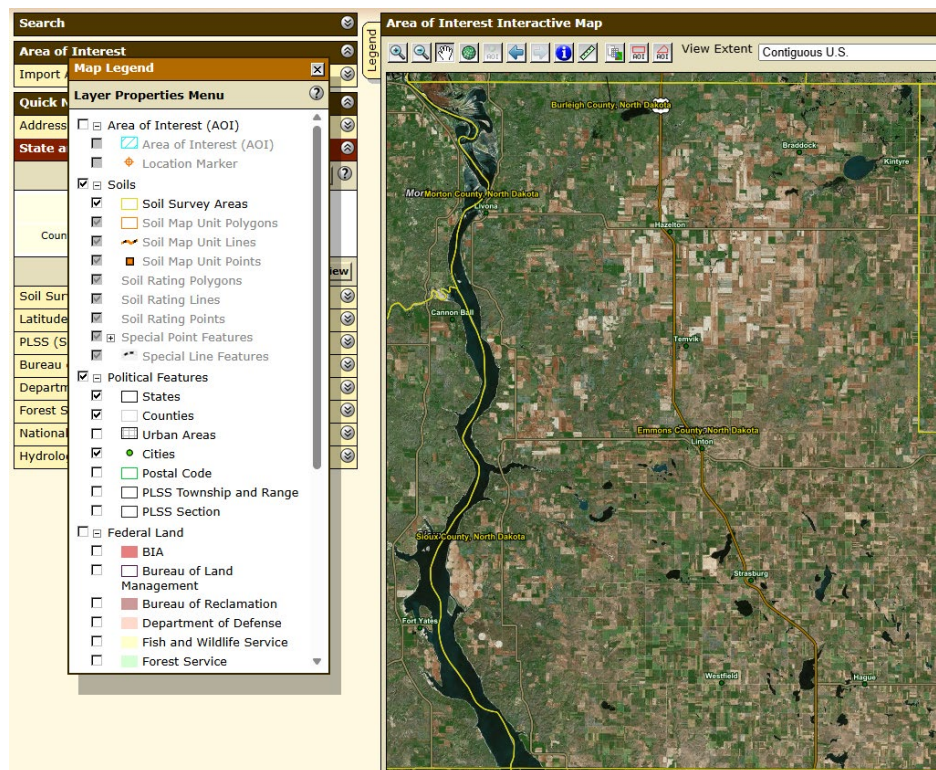 Search
Area of Interest
Import A
Quick N
Address
State a
Coun
iew
Soil Sur
Latitude
PLSS (S
Bureau
Departm
Forest S
National
Hydrolo
Map Legend
Layer Properties Menu
?
Area of Interest (AOI)
Area of Interest (AOI)
Location Marker
Soils
Soil Survey Areas
Soil Map Unit Polygons
Soil Map Unit Lines
Soil Map Unit Points
Soil Rating Polygons
Soil Rating Lines
Soil Rating Points
Special Point Features
Special Line Features
Political Features
States
Counties
Urban Areas
Cities
Postal Code
PLSS Township and Range
PLSS Section
Federal Land
BIA
Bureau of Land
Management
Bureau of Reclamation
Department of Defense
Fish and Wildlife Service
Forest Service
Legend
Area of Interest Interactive Map
AOI AOI AOI View Extent Contiguous U.S.
Burleigh County, North Dakota
Braddock
Kintyre
Mor Morton County, North Dakota
Livona
Hazelton
Cannon Ball
Temvik
Emmons County, North Dakota
Linton
Sioux County, North Dakota
Strasburg
Fort Yates
Westfield
Hague